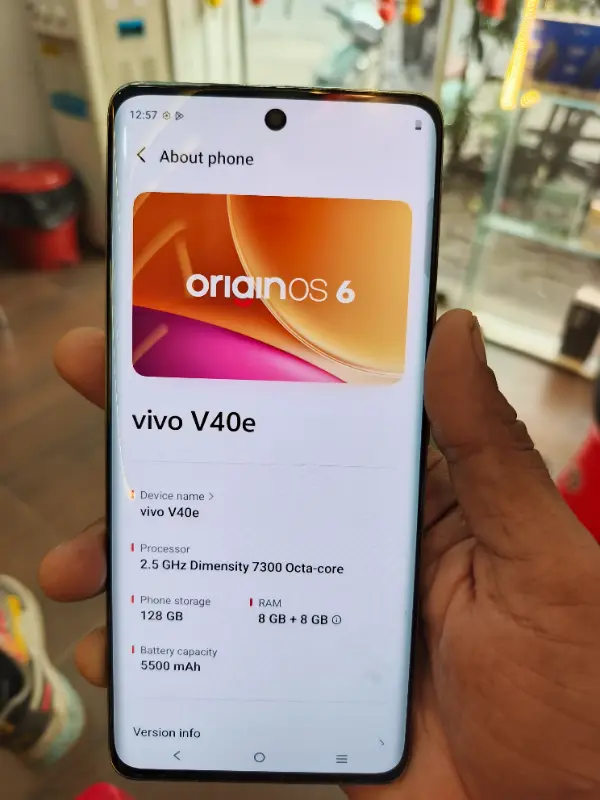 12:57
About phone
OriginOS 6
vivo V40e
Device name >
vivo V40e
Processor
2.5 GHz Dimensity 7300 Octa-core
Phone storage
RAM
128 GB
8 GB + 8 GB
Battery capacity
5500 mAh
Version info